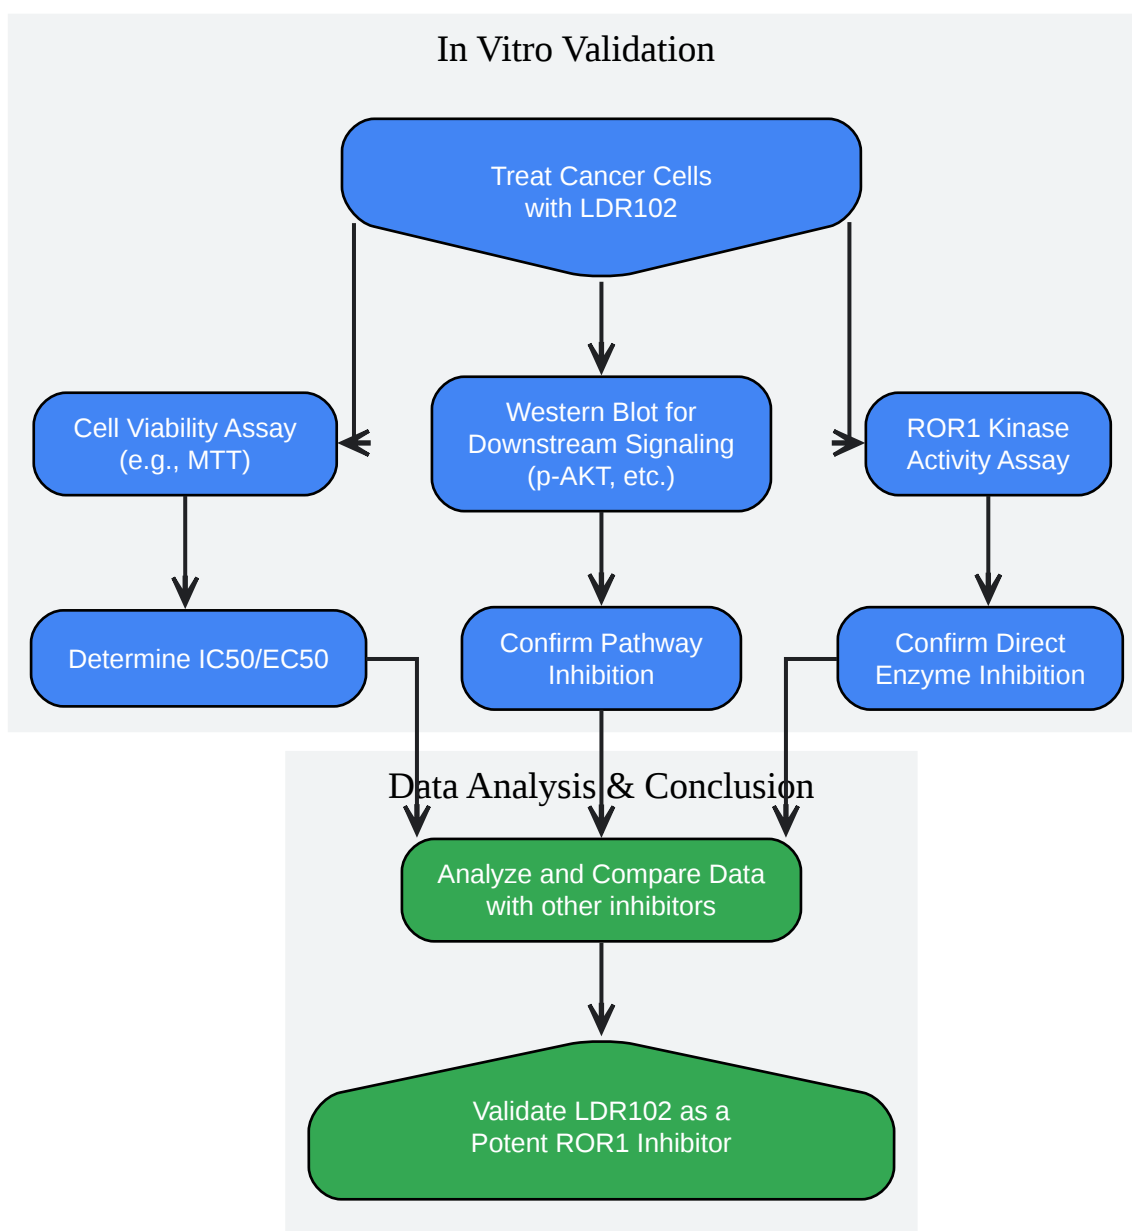 In Vitro Validation
Treat Cancer Cells
with LDR102
Cell Viability Assay
(e.g., MTT)
Western Blot for
Downstream Signaling
(p-AKT, etc.)
ROR1 Kinase
Activity Assay
Determine IC50/EC50
Confirm Pathway
Inhibition
Confirm Direct
Enzyme Inhibition
Data Analysis & Conclusion
Analyze and Compare Data
with other inhibitors
Validate LDR102 as a
Potent ROR1 Inhibitor